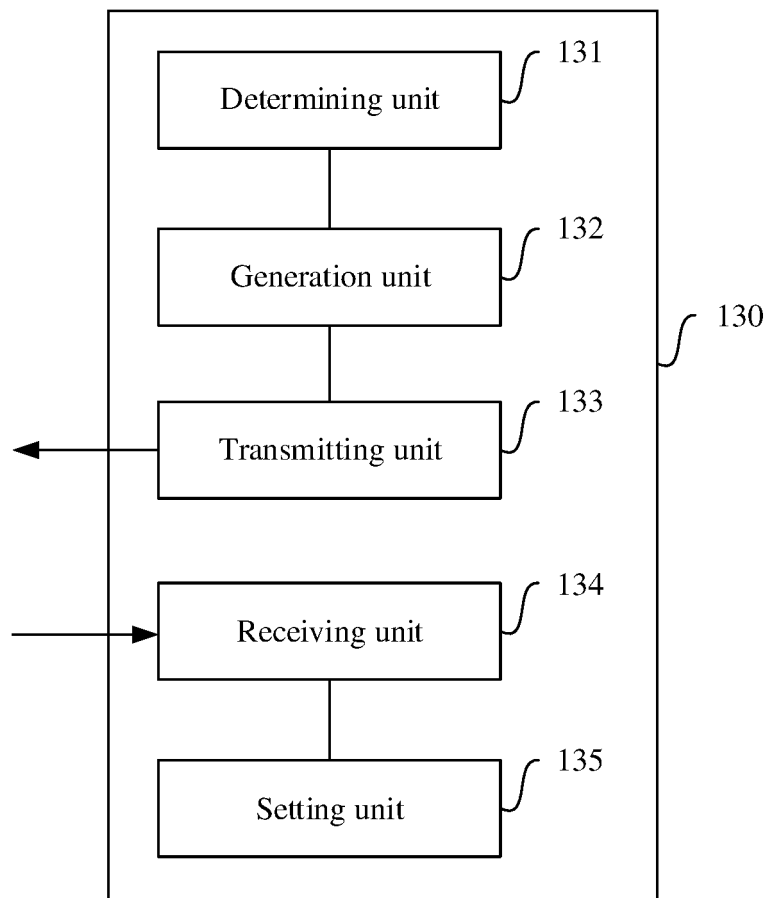 131
Determining unit
132
Generation unit
130
133
Transmitting unit
134
Receiving unit
135
Setting unit